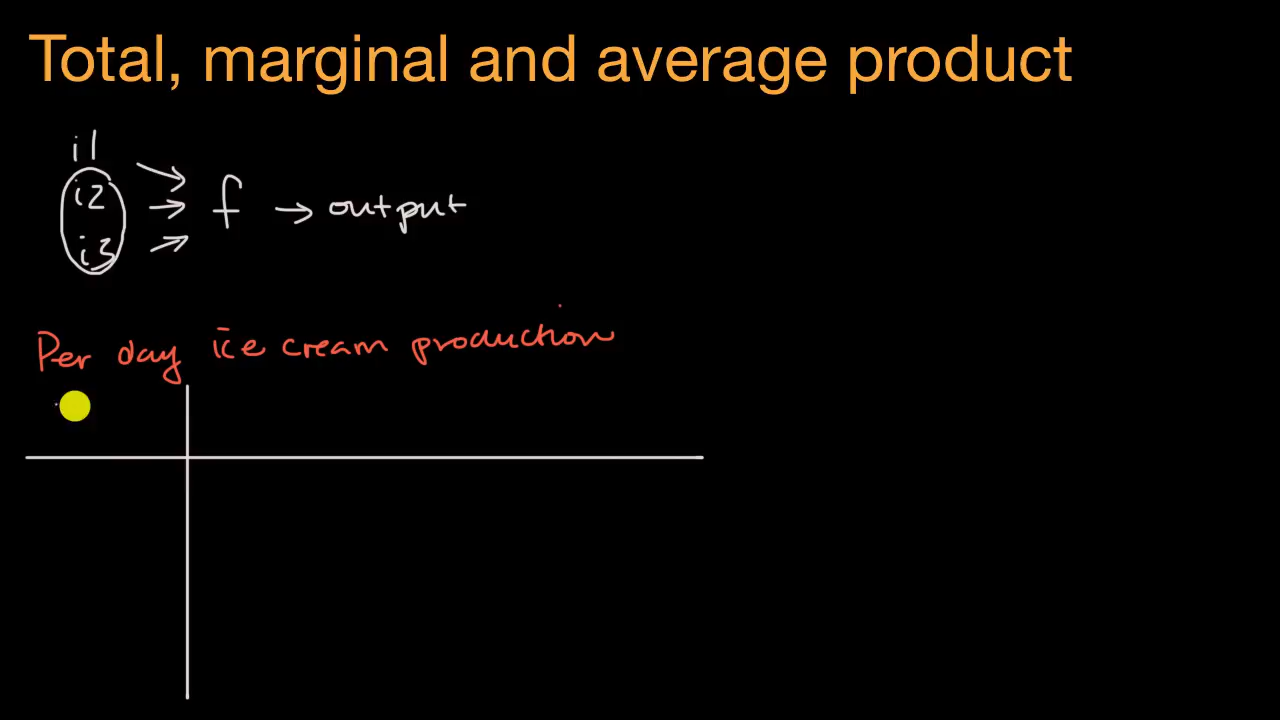 Total, marginal and average product
i1
i2 → f → output
i3
Per day ice cream production